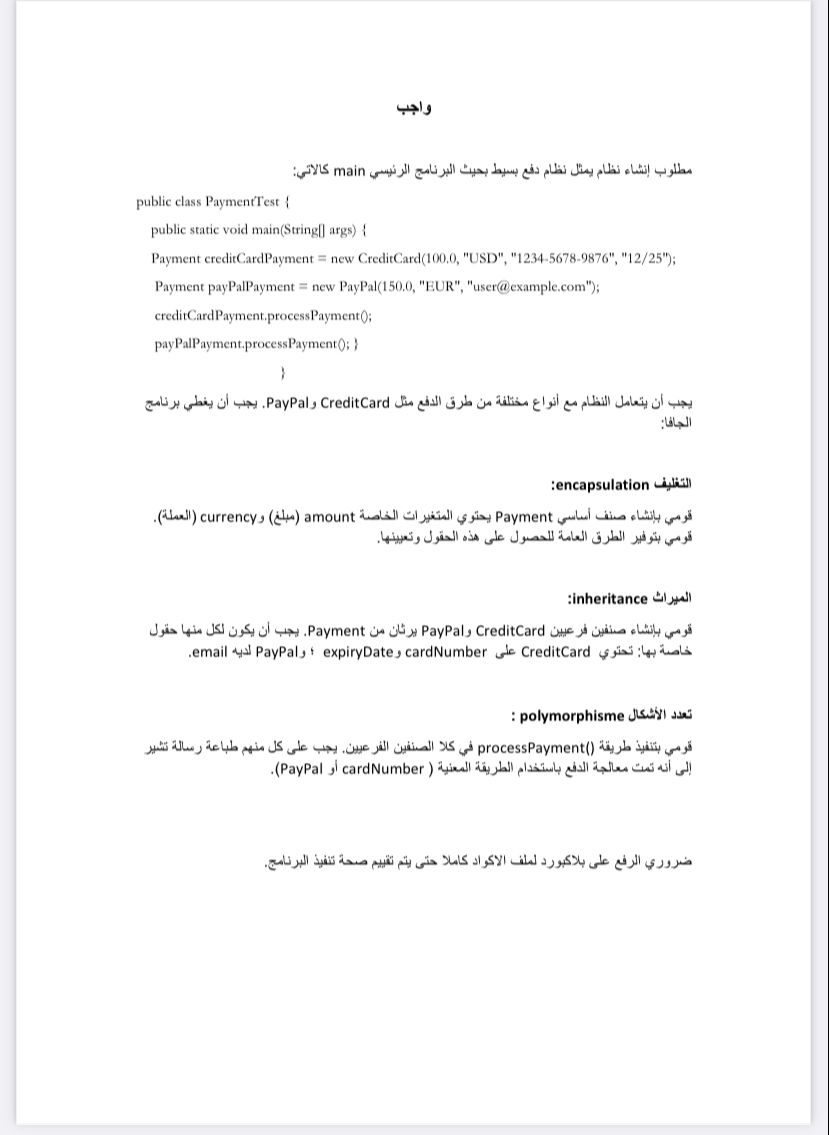 واجب
مطلوب إنشاء نظام يمثل نظام دفع بسيط بحيث البرنامج الرئيسي main كالاتي:
public class PaymentTest {
public static void main(String[] args) {
Payment creditCardPayment = new CreditCard(100.0, "USD", "1234-5678-9876", "12/25");
Payment payPalPayment = new PayPal(150.0, "EUR", "user@example.com");
creditCardPayment.processPayment();
payPalPayment.processPayment(); }
}
يجب أن يتعامل النظام مع أنواع مختلفة من طرق الدفع مثل CreditCard وPayPal. يجب أن يغطي برنامج
الجافا:
التغليف encapsulation:
قومي بإنشاء صنف أساسي Payment يحتوي المتغيرات الخاصة amount (مبلغ) وcurrency (العملة).
قومي بتوفير الطرق العامة للحصول على هذه الحقول وتعيينها.
الميراث inheritance:
قومي بإنشاء صنفين فرعيين CreditCard وPayPal يرثان من Payment. يجب أن يكون لكل منها حقول
خاصة بها: تحتوي CreditCard على cardNumber وexpiryDate ؛ وPayPal لديه email.
تعدد الأشكال polymorphisme :
قومي بتنفيذ طريقة processPayment() في كلا الصنفين الفرعيين. يجب على كل منهم طباعة رسالة تشير
إلى أنه تمت معالجة الدفع باستخدام الطريقة المعنية ( cardNumber أو PayPal).
ضروري الرفع على بلاكبورد لملف الاكواد كاملا حتى يتم تقييم صحة تنفيذ البرنامج.